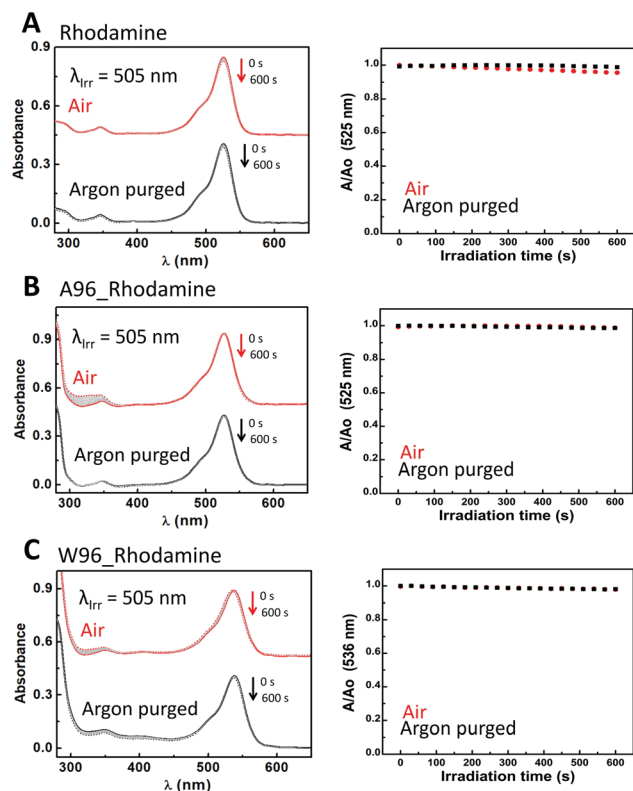 A Rhodamine
λIrr = 505 nm
Air
0 s
600 s
Argon purged
0 s
600 s
Absorbance
0.9
0.6
0.3
0.0
300 400 500 600
λ (nm)
A/Ao (525 nm)
1.0
0.8
0.6
0.4
0.2
0.0
Air
Argon purged
0 100 200 300 400 500 600
Irradiation time (s)
B A96_Rhodamine
λIrr = 505 nm
Air
0 s
600 s
Argon purged
0 s
600 s
Absorbance
0.9
0.6
0.3
0.0
300 400 500 600
λ (nm)
A/Ao (525 nm)
1.0
0.8
0.6
0.4
0.2
0.0
Air
Argon purged
0 100 200 300 400 500 600
Irradiation time (s)
C W96_Rhodamine
λIrr = 505 nm
Air
0 s
600 s
Argon purged
0 s
600 s
Absorbance
0.9
0.6
0.3
0.0
300 400 500 600
λ (nm)
A/Ao (536 nm)
1.0
0.8
0.6
0.4
0.2
0.0
Air
Argon purged
0 100 200 300 400 500 600
Irradiation time (s)